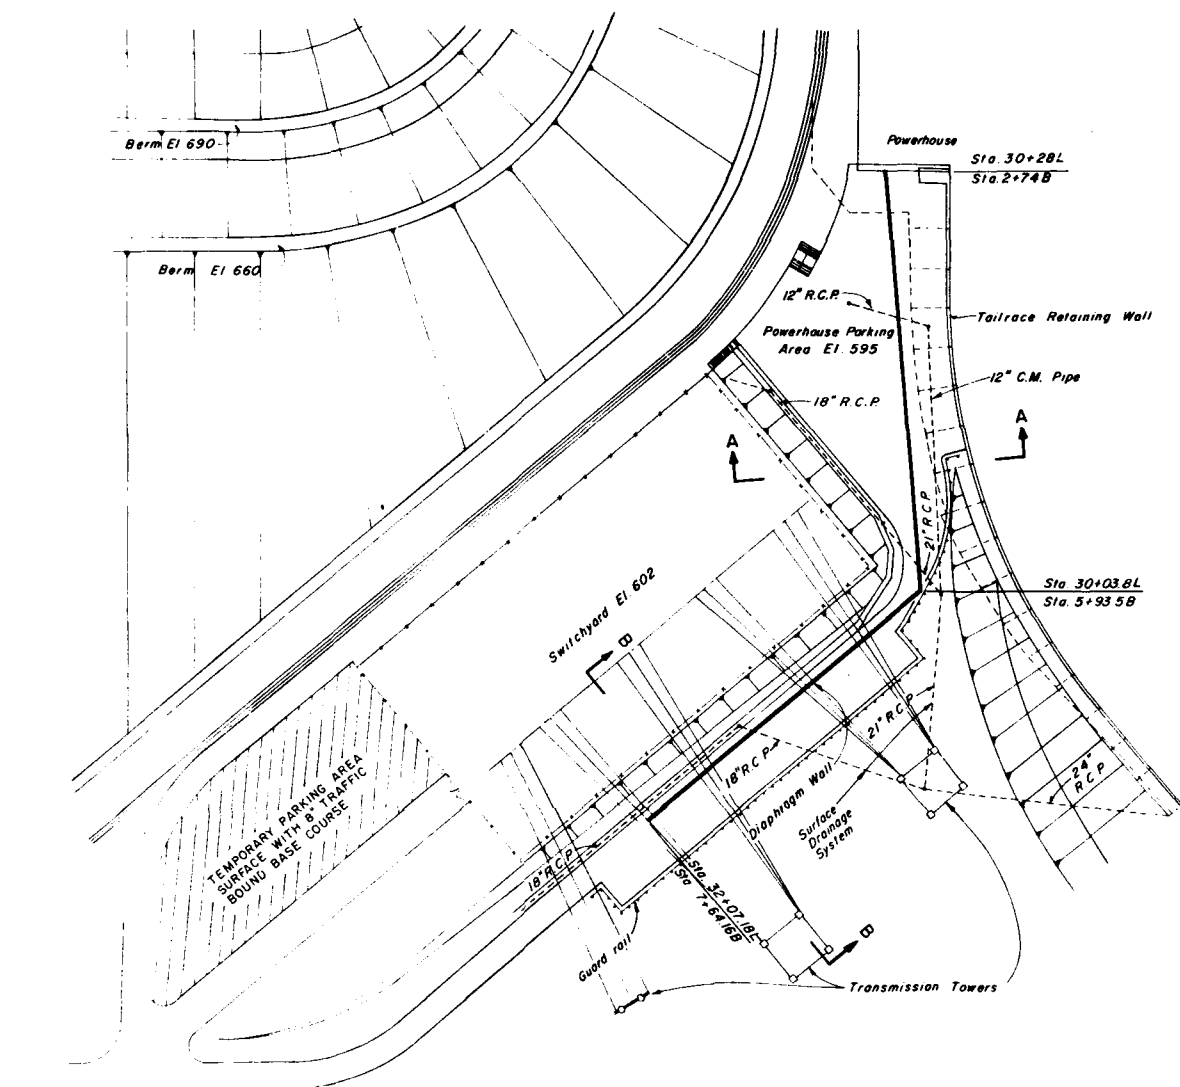 Powerhouse
Sta. 30+28L
Sta. 2+74B
Berm El 690
Berm El 660
12" R.C.P.
Tailrace Retaining Wall
Powerhouse Parking
Area El. 595
12" C.M. Pipe
18" R.C.P.
A
A
21" R C P
Switchyard El. 602
Sta. 30+03.8L
Sta. 5+93 5B
B
TEMPORARY PARKING AREA
SURFACE WITH 8" TRAFFIC
BOUND BASE COURSE
21" R C P
18" R C P
24"
R C P
Diaphragm Wall
Surface
Drainage
System
18" R C P
Sta. 32+07.18L
Sta 7+64.16B
Guard rail
B
Transmission Towers